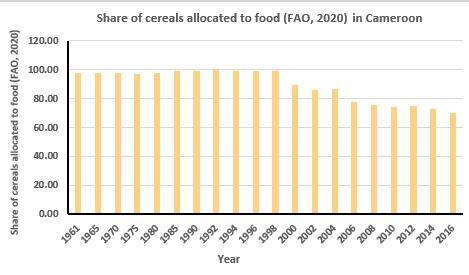 Share of cereals allocated to food (FAO, 2020) in Cameroon
Share of cereals allocated to food (FAO, 2020)
120.00
100.00
80.00
60.00
40.00
20.00
0.00
1961 1965 1970 1975 1980 1985 1990 1992 1994 1996 1998 2000 2002 2004 2006 2008 2010 2012 2014 2016
Year